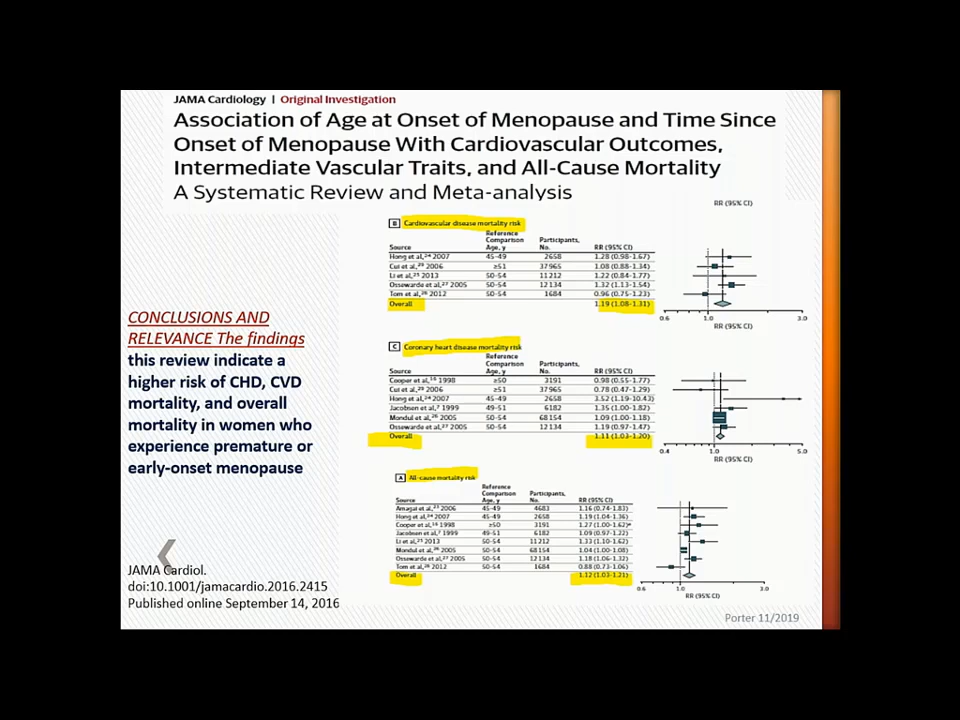 JAMA Cardiology | Original Investigation
Association of Age at Onset of Menopause and Time Since
Onset of Menopause With Cardiovascular Outcomes,
Intermediate Vascular Traits, and All-Cause Mortality
A Systematic Review and Meta-analysis
RR (95% CI)
B Cardiovascular disease mortality risk
Reference
Comparison Participants,
Source Age, y No. RR (95% CI)
Hong et al,24 2007 45-49 2658 1.28 (0.98-1.67)
Cui et al,29 2006 ≥51 37965 1.08 (0.88-1.34)
Li et al,25 2013 50-54 11212 1.22 (0.84-1.77)
Ossewarde et al,27 2005 50-54 12134 1.32 (1.13-1.54)
Tom et al,28 2012 50-54 1684 0.96 (0.75-1.23)
Overall 1.19 (1.08-1.31)
0.6 1.0 3.0
RR (95% CI)
CONCLUSIONS AND
RELEVANCE The findings
this review indicate a
higher risk of CHD, CVD
mortality, and overall
mortality in women who
experience premature or
early-onset menopause
C Coronary heart disease mortality risk
Reference
Comparison Participants,
Source Age, y No. RR (95% CI)
Cooper et al,16 1998 ≥50 3191 0.98 (0.55-1.77)
Cui et al,29 2006 ≥51 37965 0.78 (0.47-1.29)
Hong et al,24 2007 45-49 2658 3.52 (1.19-10.43)
Jacobsen et al,7 1999 49-51 6182 1.35 (1.00-1.82)
Mondul et al,26 2005 50-54 68154 1.09 (1.00-1.18)
Ossewarde et al,27 2005 50-54 12134 1.19 (0.97-1.47)
Overall 1.11 (1.03-1.20)
0.4 1.0 5.0
RR (95% CI)
A All-cause mortality risk
Reference
Comparison Participants,
Source Age, y No. RR (95% CI)
Amagai et al,23 2006 45-49 4683 1.16 (0.74-1.83)
Hong et al,24 2007 45-49 2658 1.19 (1.04-1.36)
Cooper et al,16 1998 ≥50 3191 1.27 (1.00-1.62)
Jacobsen et al,7 1999 49-51 6182 1.09 (0.97-1.22)
Li et al,25 2013 50-54 11212 1.33 (1.10-1.62)
Mondul et al,26 2005 50-54 68154 1.04 (1.00-1.08)
Ossewarde et al,27 2005 50-54 12134 1.18 (1.06-1.32)
Tom et al,28 2012 50-54 1684 0.88 (0.73-1.06)
Overall 1.12 (1.03-1.21)
0.6 1.0 3.0
RR (95% CI)
JAMA Cardiol.
doi:10.1001/jamacardio.2016.2415
Published online September 14, 2016
Porter 11/2019